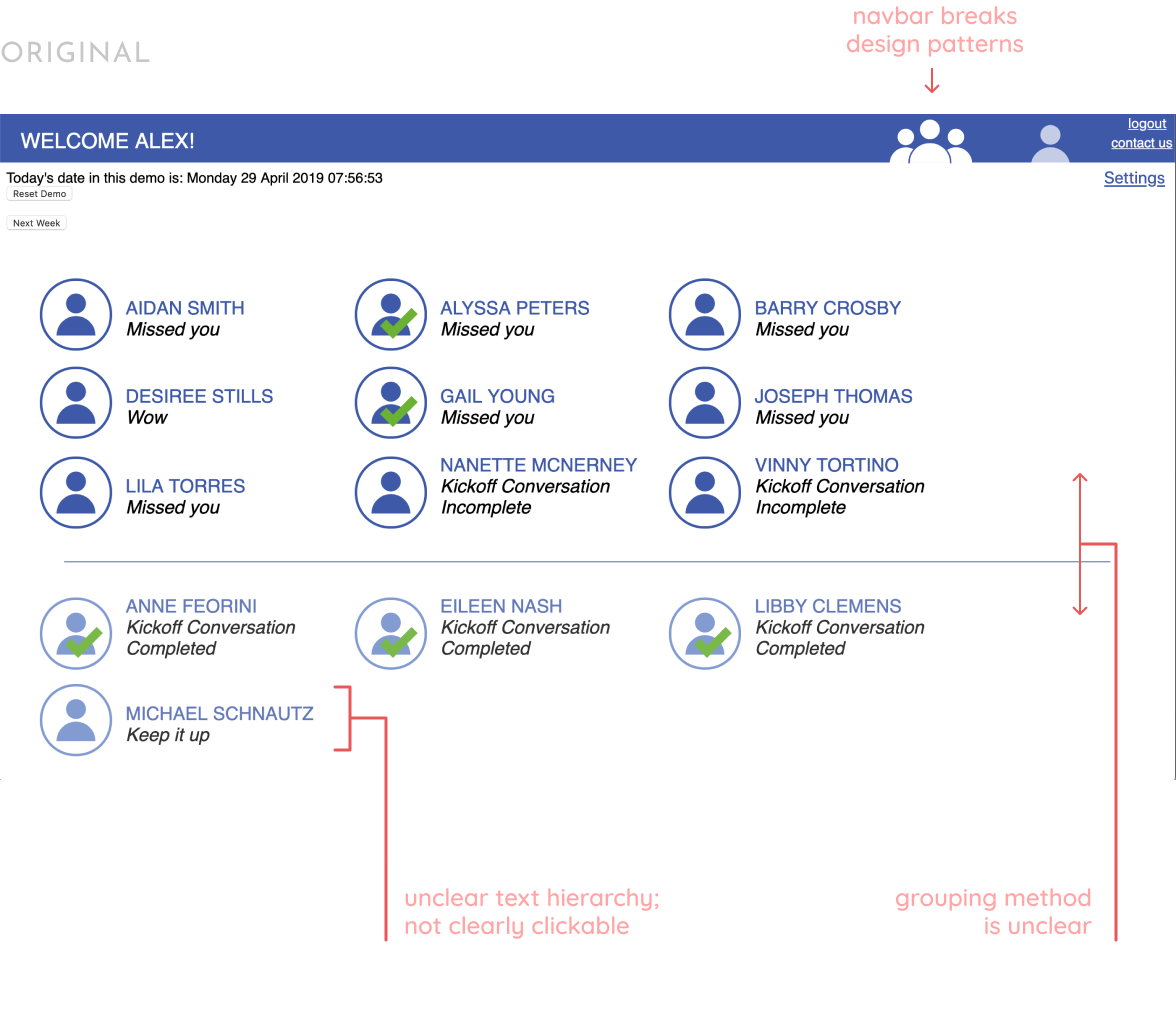 navbar breaks
design patterns
ORIGINAL
WELCOME ALEX!
logout
contact us
Today's date in this demo is: Monday 29 April 2019 07:56:53
Settings
Reset Demo
Next Week
AIDAN SMITH
Missed you
ALYSSA PETERS
Missed you
BARRY CROSBY
Missed you
DESIREE STILLS
Wow
GAIL YOUNG
Missed you
JOSEPH THOMAS
Missed you
LILA TORRES
Missed you
NANETTE MCNERNEY
Kickoff Conversation
Incomplete
VINNY TORTINO
Kickoff Conversation
Incomplete
ANNE FEORINI
Kickoff Conversation
Completed
EILEEN NASH
Kickoff Conversation
Completed
LIBBY CLEMENS
Kickoff Conversation
Completed
MICHAEL SCHNAUTZ
Keep it up
unclear text hierarchy;
not clearly clickable
grouping method
is unclear